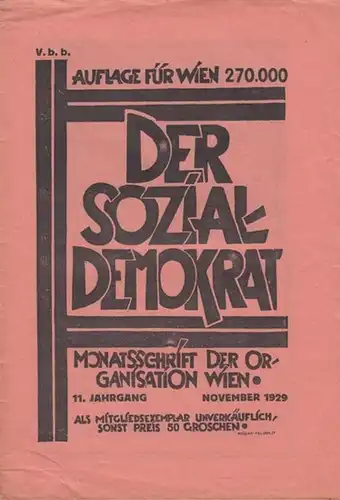 V. b. b.
AUFLAGE FÜR WIEN 270.000
DER
SOZIAL-
DEMOKRAT
MONATSSCHRIFT DER OR-
GANISATION WIEN.
11. JAHRGANG NOVEMBER 1929
ALS MITGLIEDSEXEMPLAR UNVERKÄUFLICH,
SONST PREIS 50 GROSCHEN.